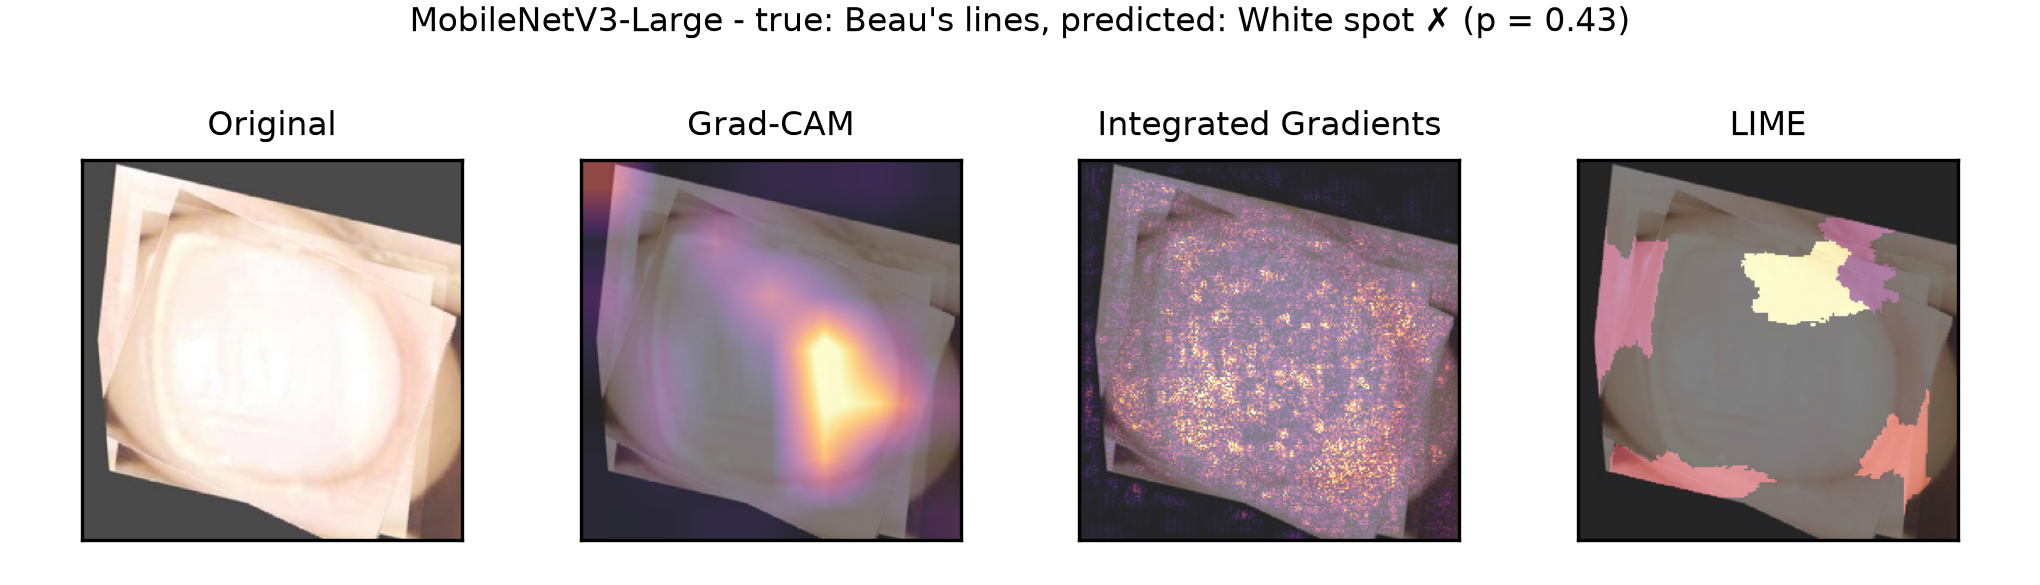 MobileNetV3-Large - true: Beau's lines, predicted: White spot ✗ (p = 0.43)
Original
Grad-CAM
Integrated Gradients
LIME